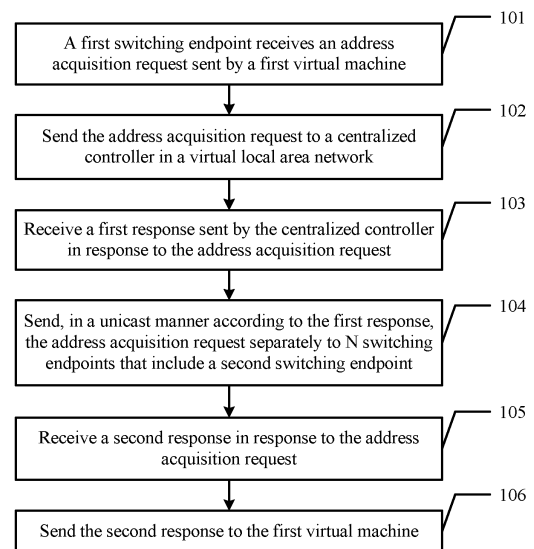 101
A first switching endpoint receives an address
acquisition request sent by a first virtual machine
102
Send the address acquisition request to a centralized
controller in a virtual local area network
103
Receive a first response sent by the centralized controller
in response to the address acquisition request
104
Send, in a unicast manner according to the first response,
the address acquisition request separately to N switching
endpoints that include a second switching endpoint
105
Receive a second response in response to the address
acquisition request
106
Send the second response to the first virtual machine